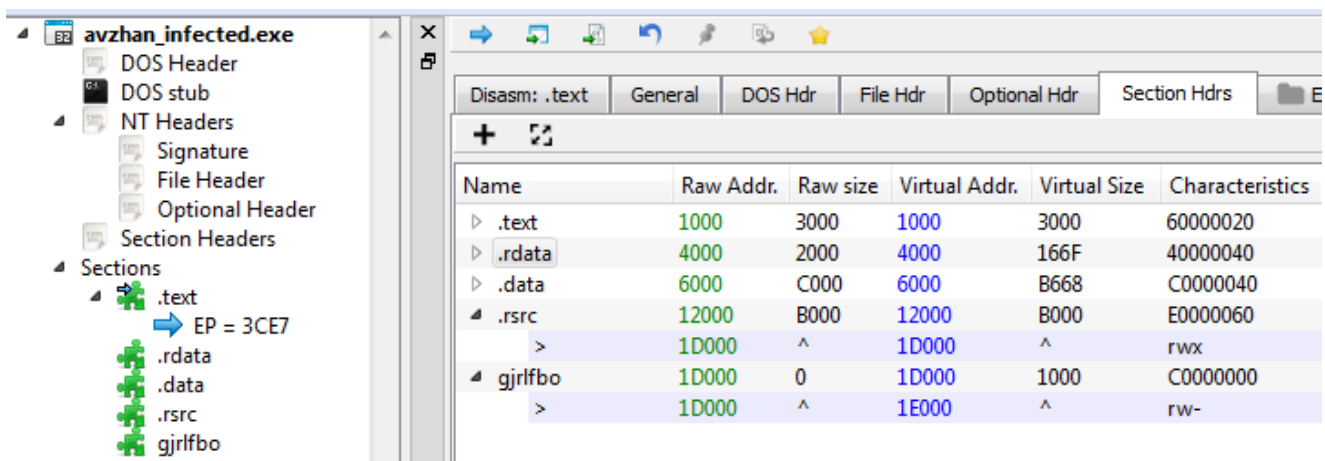 avzhan_infected.exe
DOS Header
DOS stub
NT Headers
Signature
File Header
Optional Header
Section Headers
Sections
.text
EP = 3CE7
.rdata
.data
.rsrc
gjrlfbo
Disasm: .text General DOS Hdr File Hdr Optional Hdr Section Hdrs E
Name Raw Addr. Raw size Virtual Addr. Virtual Size Characteristics
.text 1000 3000 1000 3000 60000020
.rdata 4000 2000 4000 166F 40000040
.data 6000 C000 6000 B668 C0000040
.rsrc 12000 B000 12000 B000 E0000060
> 1D000 ^ 1D000 ^ rwx
gjrlfbo 1D000 0 1D000 1000 C0000000
> 1D000 ^ 1E000 ^ rw-